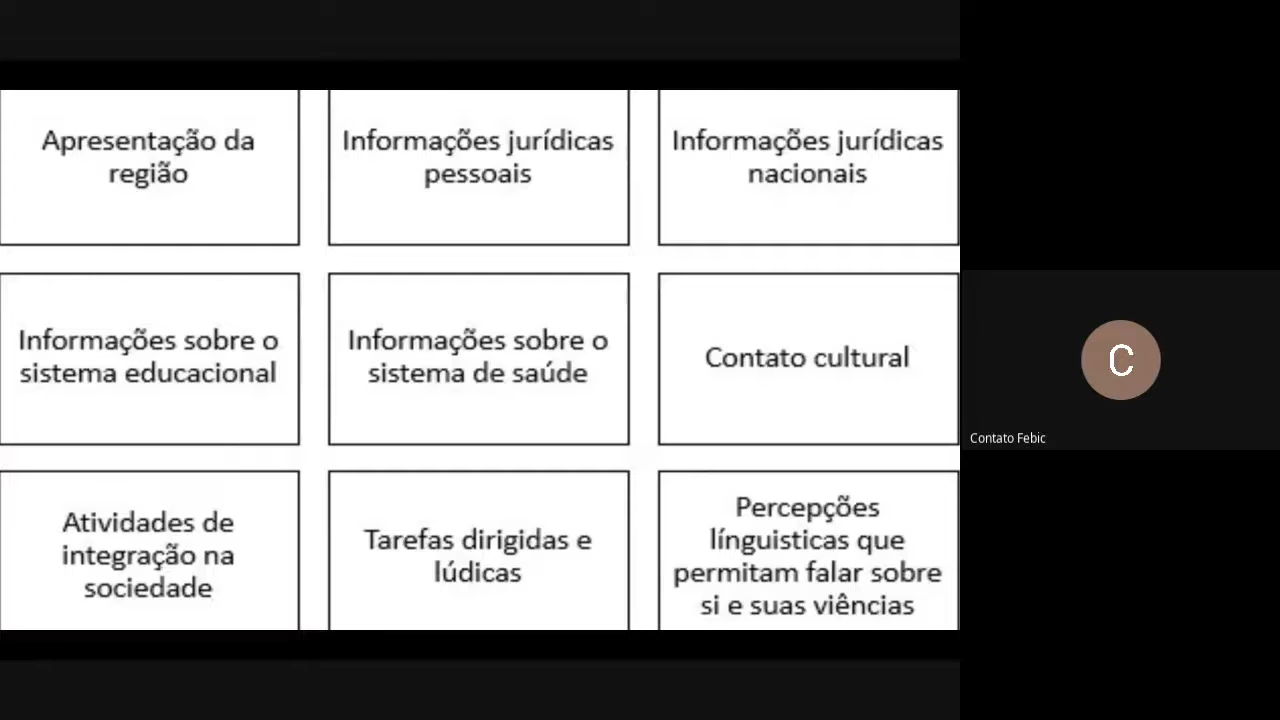 Apresentação da
região
Informações jurídicas
pessoais
Informações jurídicas
nacionais
Informações sobre o
sistema educacional
Informações sobre o
sistema de saúde
Contato cultural
Atividades de
integração na
sociedade
Tarefas dirigidas e
lúdicas
Percepções
línguisticas que
permitam falar sobre
si e suas viências
C
Contato Febic